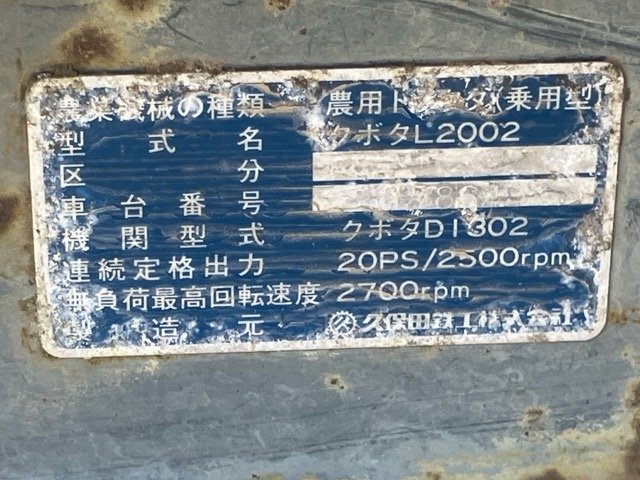 農業機械の種類 農用トラクタ(乗用型)
型式名 クボタL2002
区分
車台番号
機関型式 クボタD1302
連続定格出力 20PS/2500rpm
無負荷最高回転速度 2700rpm
製造元 久保田鉄工株式会社